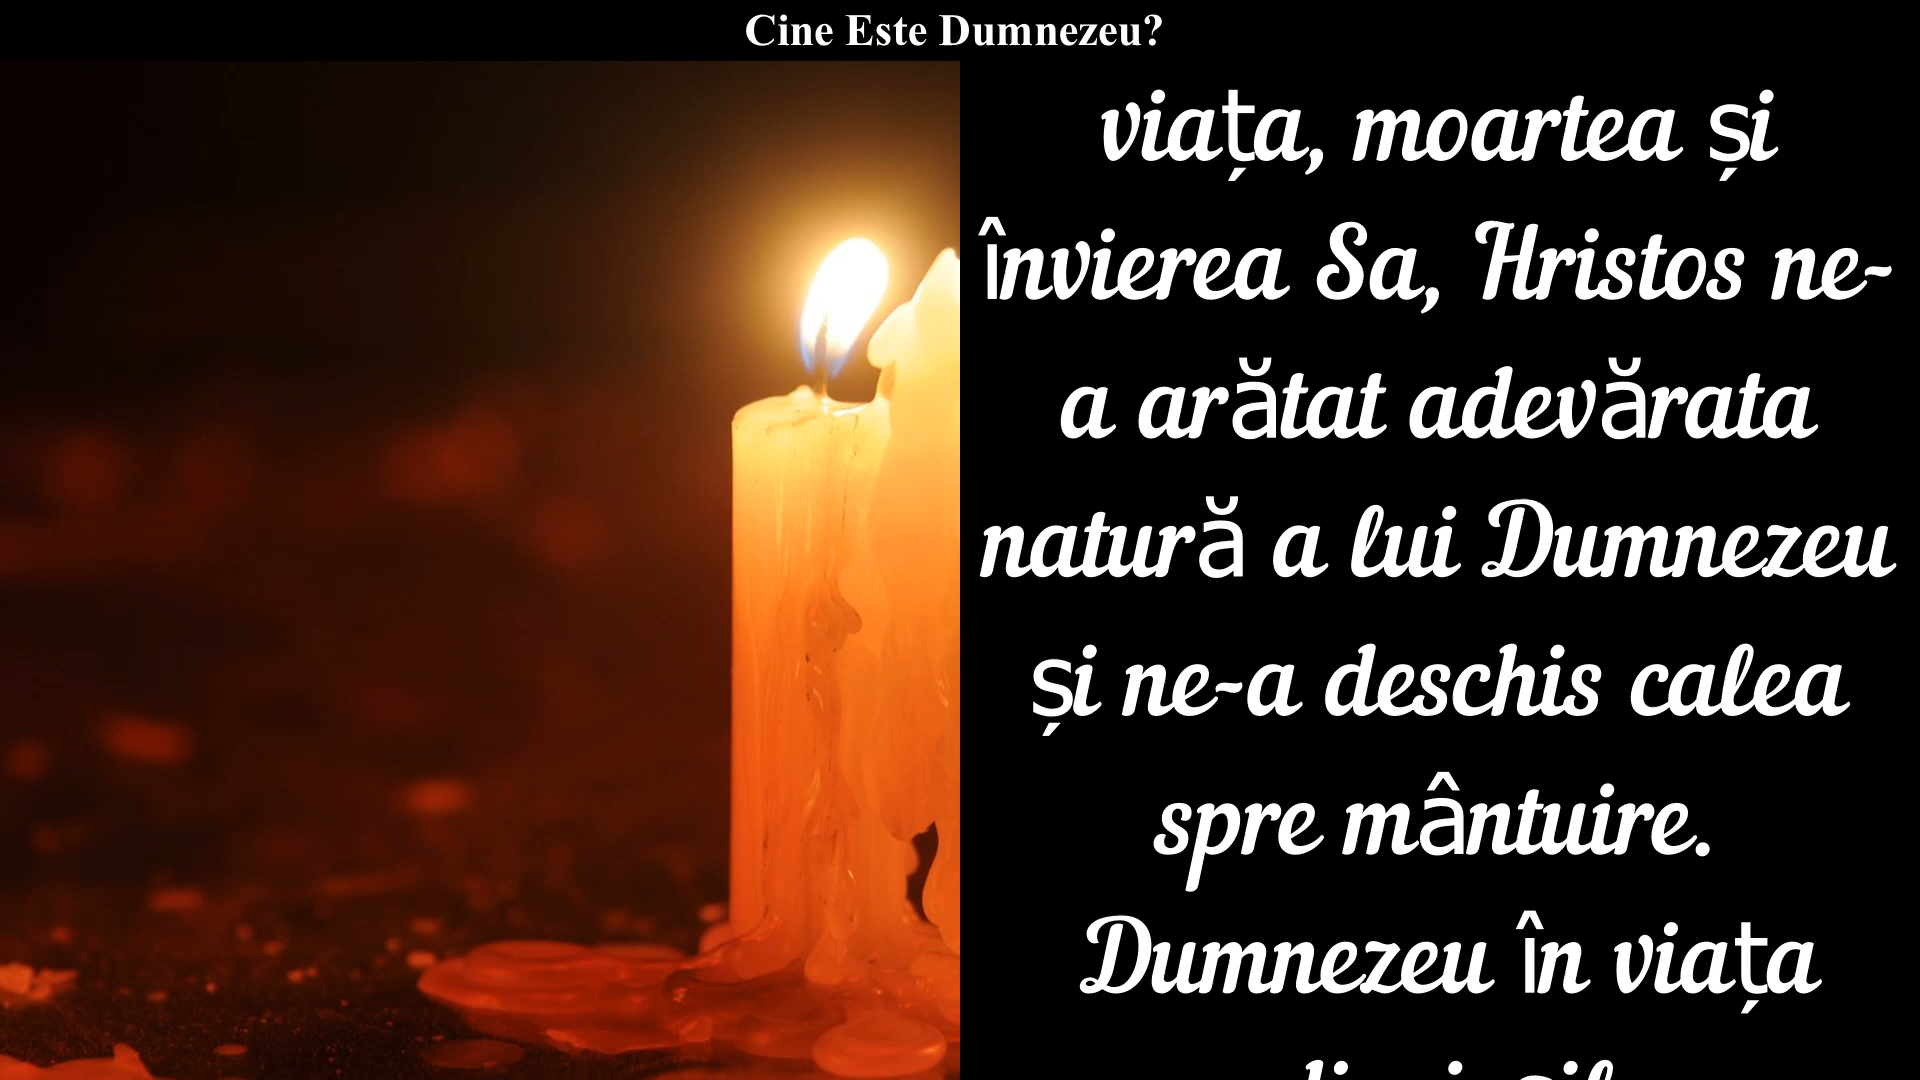 Cine Este Dumnezeu?
viața, moartea și
învierea Sa, Hristos ne-
a arătat adevărata
natură a lui Dumnezeu
și ne-a deschis calea
spre mântuire.
Dumnezeu în viața